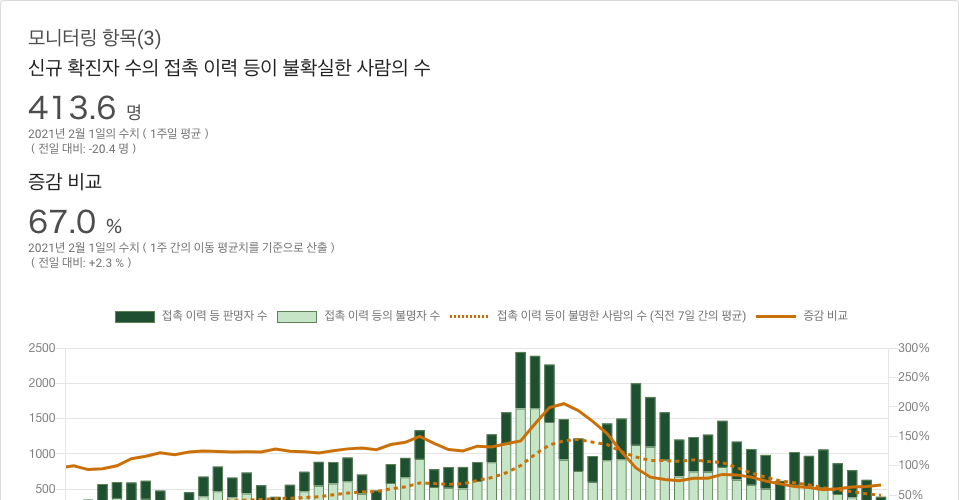 모니터링 항목(3)
신규 확진자 수의 접촉 이력 등이 불확실한 사람의 수
413.6 명
2021년 2월 1일의 수치 ( 1주일 평균 )
( 전일 대비: -20.4 명 )
증감 비교
67.0 %
2021년 2월 1일의 수치 ( 1주 간의 이동 평균치를 기준으로 산출 )
( 전일 대비: +2.3 % )
접촉 이력 등 판명자 수 접촉 이력 등의 불명자 수 접촉 이력 등이 불명한 사람의 수 (직전 7일 간의 평균) 증감 비교
2500 300%
2000 250%
1500 200%
1000 150%
500 100%
50%